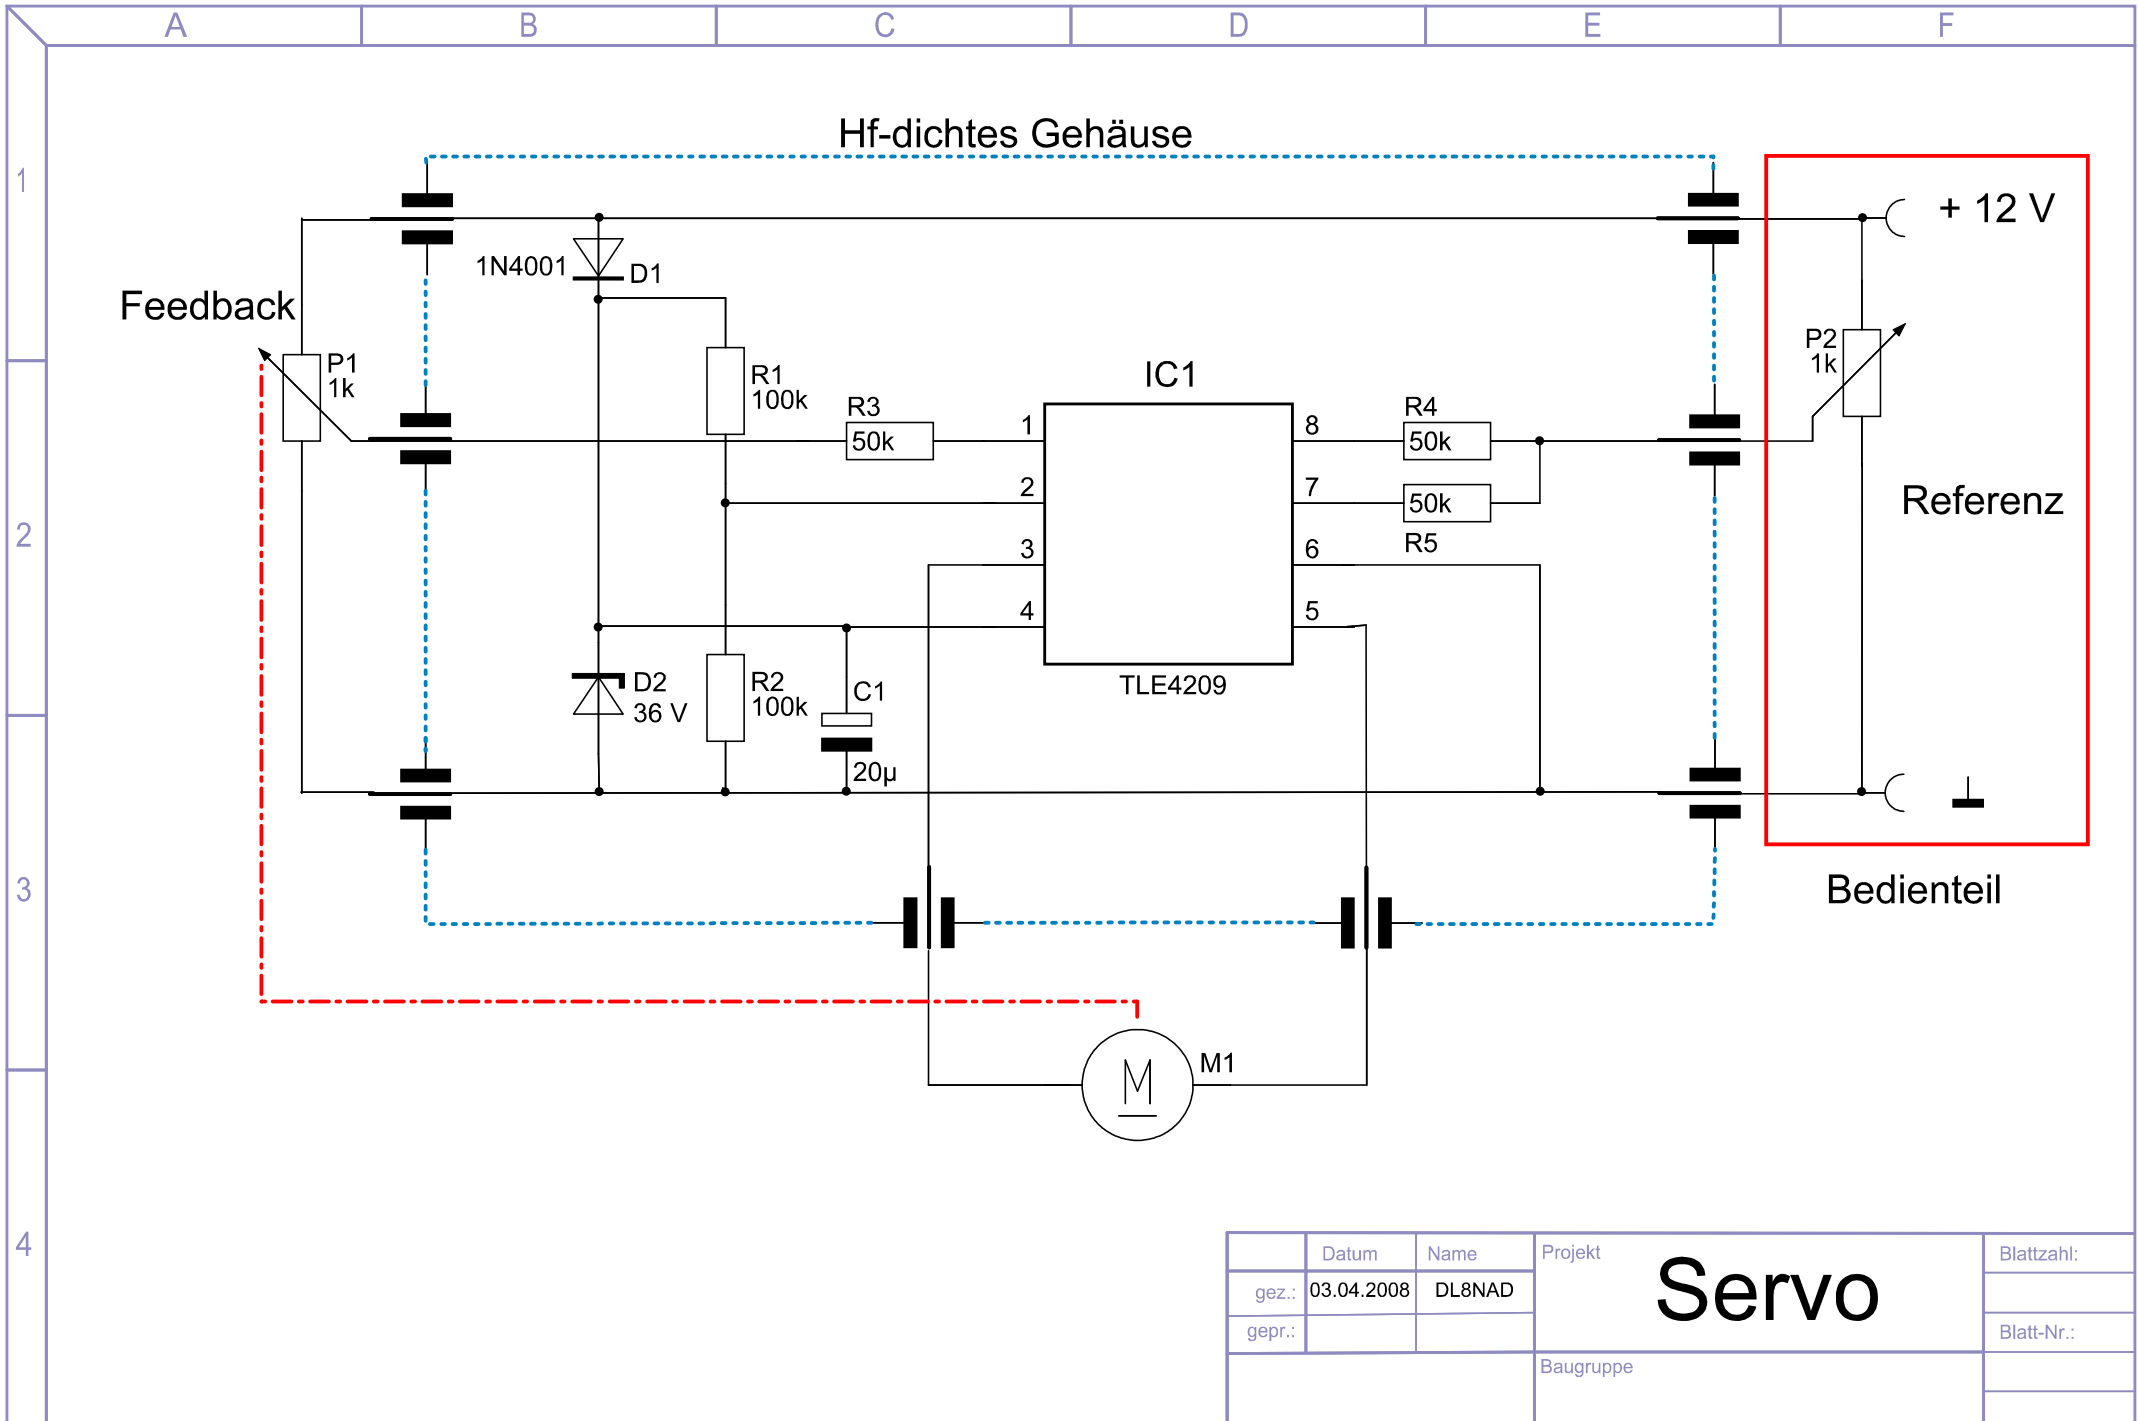 A
B
C
D
E
F
1
2
3
4
Hf-dichtes Gehäuse
+ 12 V
1N4001
D1
Feedback
P1
1k
R1
100k
R3
50k
IC1
1
2
3
4
8
7
6
5
TLE4209
R4
50k
50k
R5
P2
1k
Referenz
D2
36 V
R2
100k
C1
20µ
Bedienteil
M
M1
Datum
Name
Projekt
Servo
Blattzahl:
gez.:
03.04.2008
DL8NAD
gepr.:
Blatt-Nr.:
Baugruppe